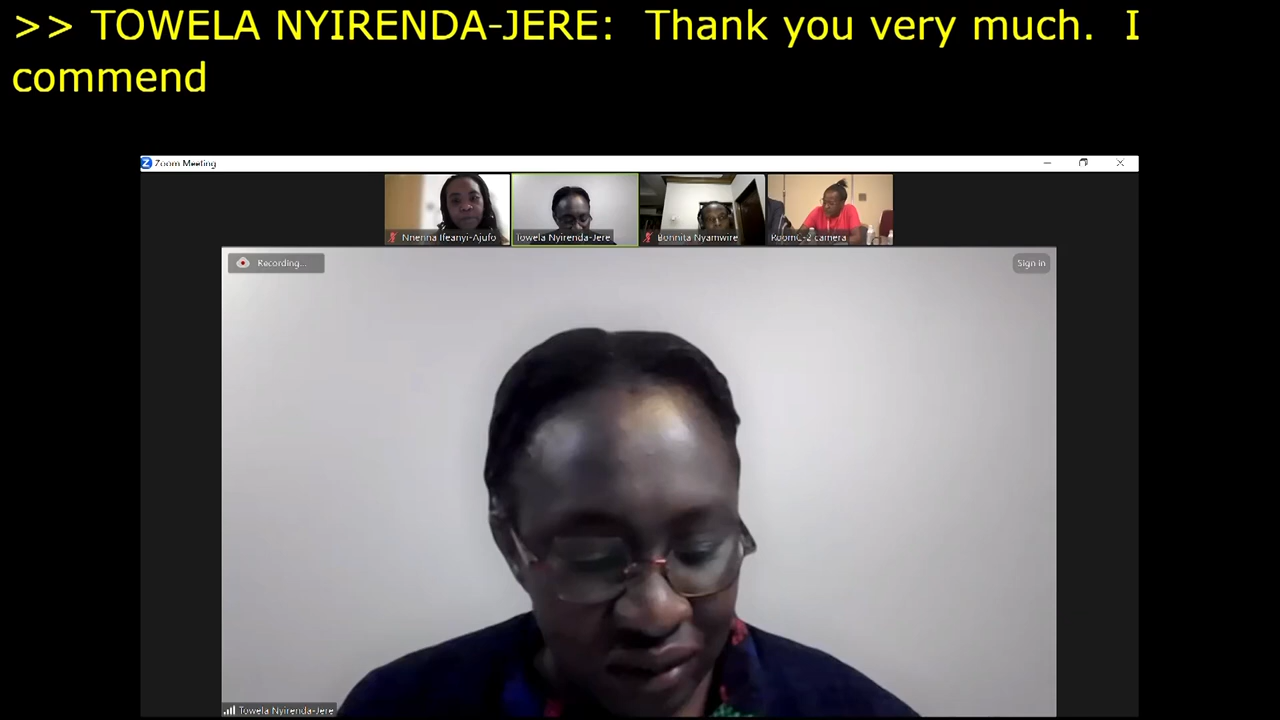 >> TOWELA NYIRENDA-JERE: Thank you very much. I
commend
Zoom Meeting
Nnenna Ifeanyi-Ajufo
Towela Nyirenda-Jere
Bonnita Nyamwire
RoomC-2 camera
Recording...
Sign in
Towela Nyirenda-Jere